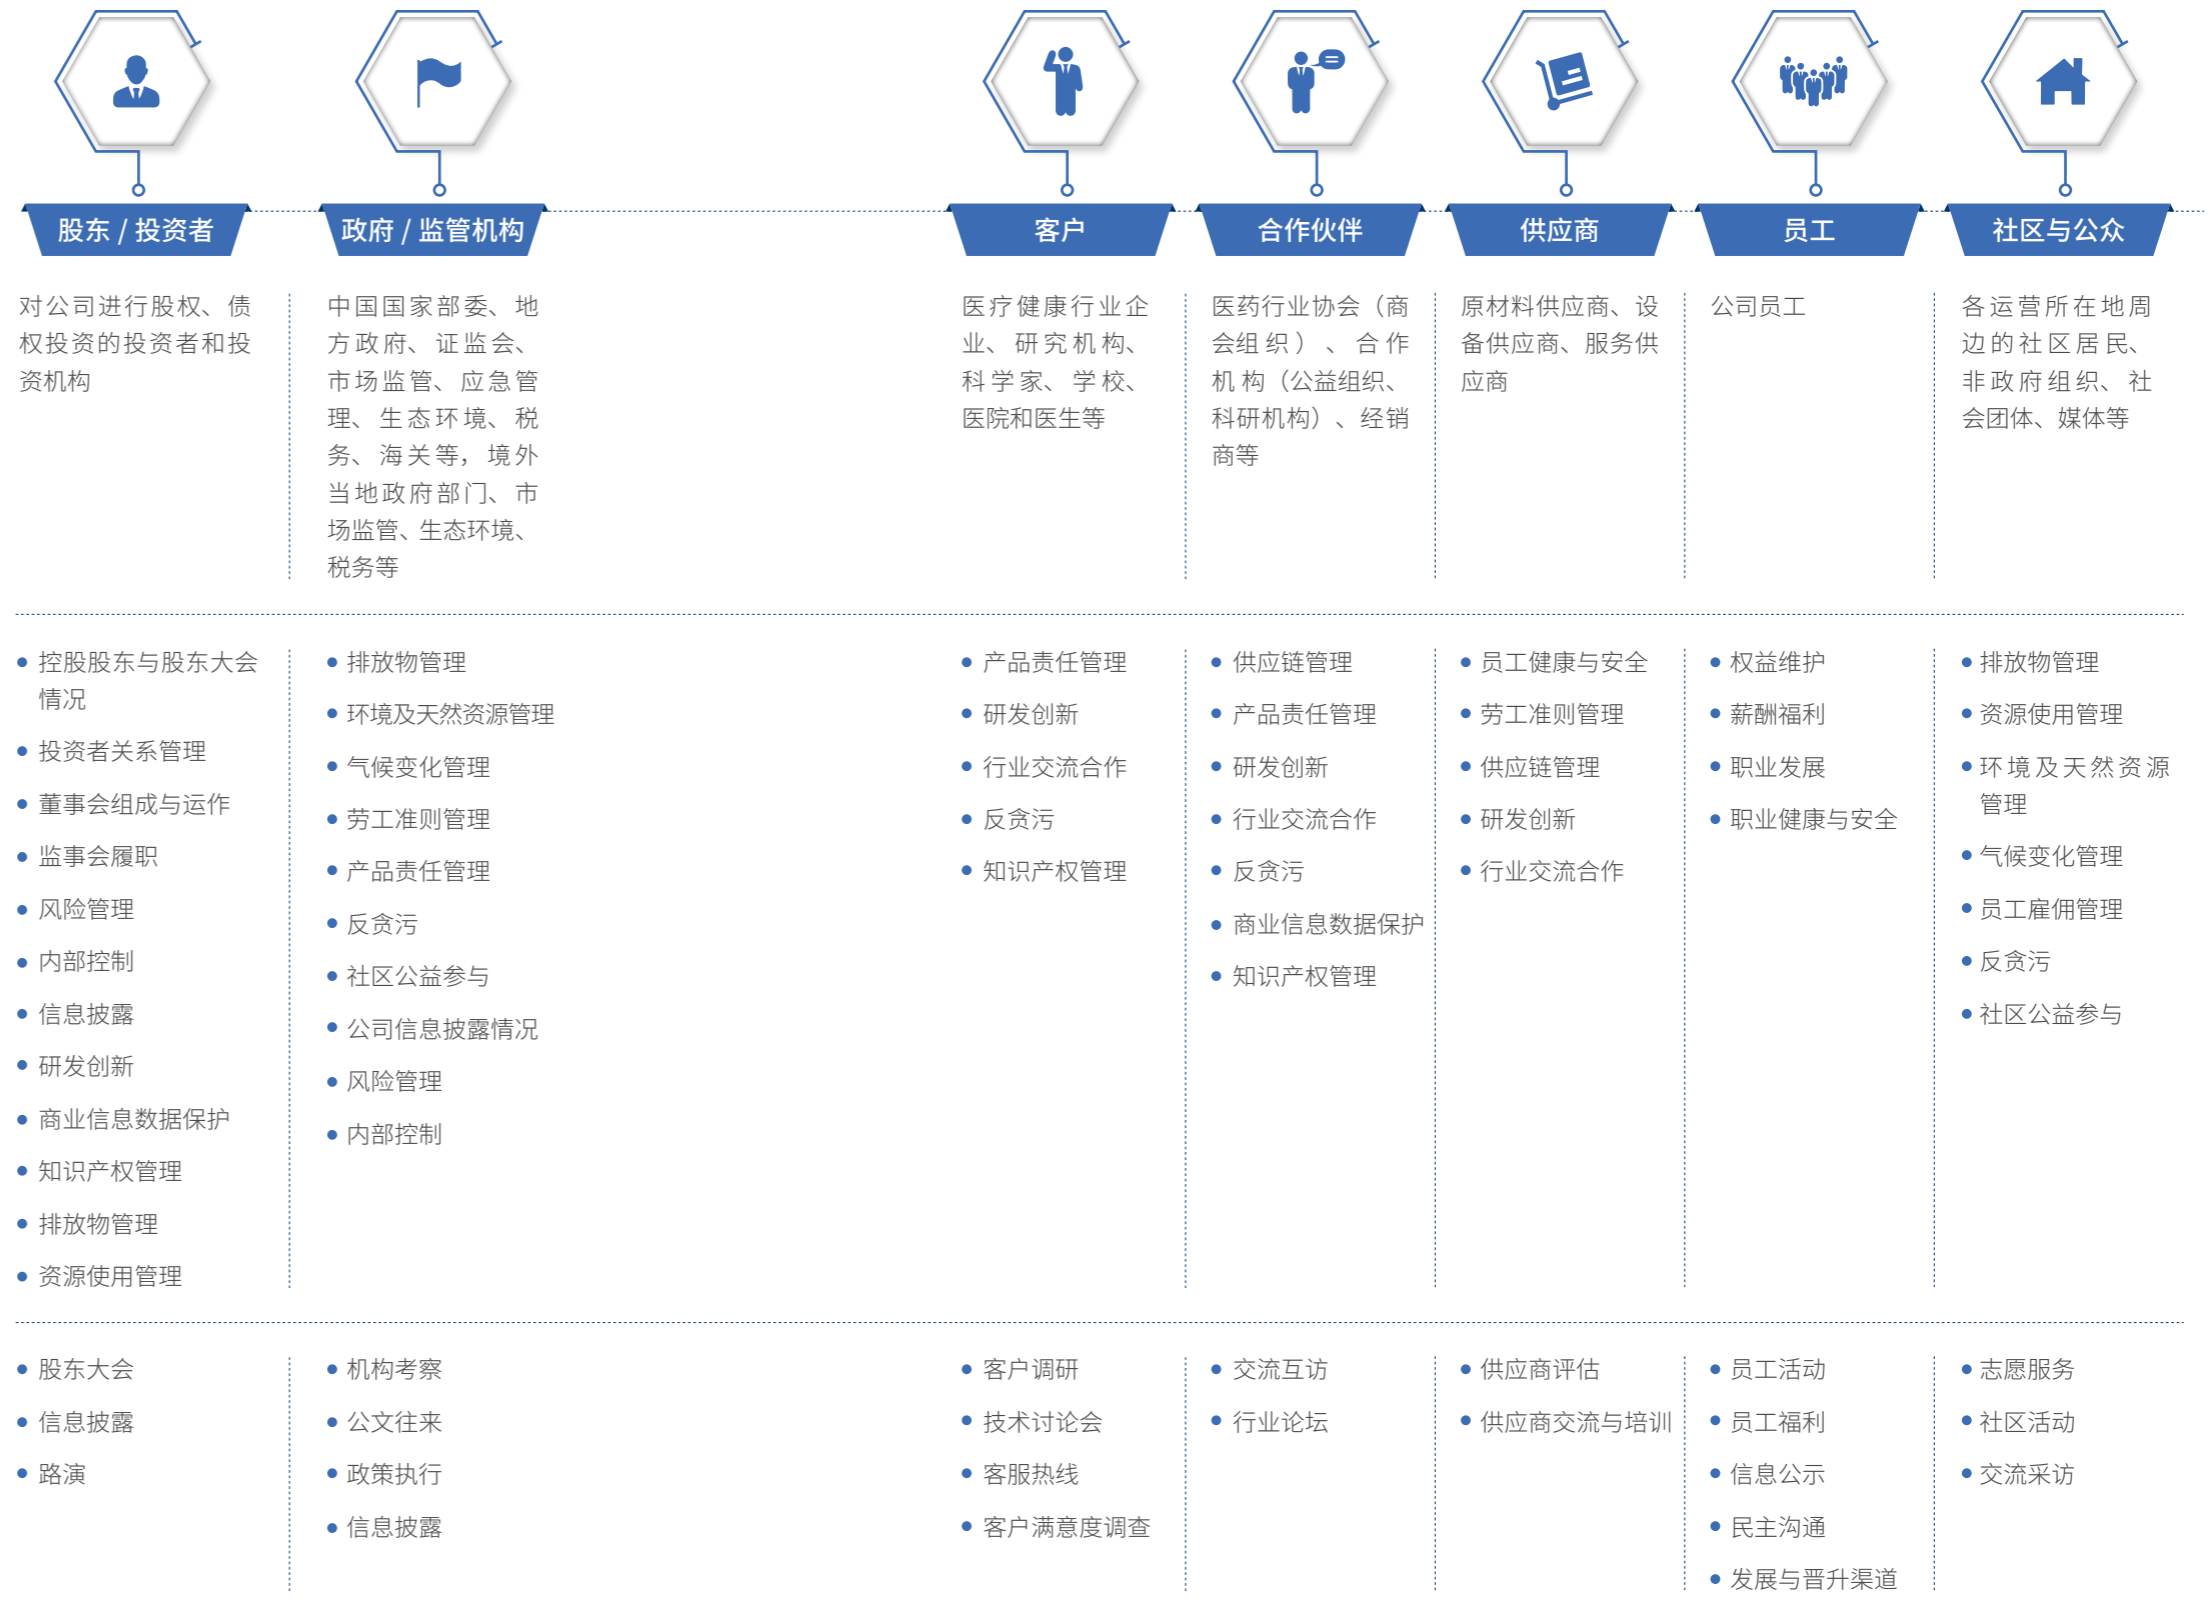 股东 / 投资者
政府 / 监管机构
客户
合作伙伴
供应商
员工
社区与公众
对公司进行股权、债
权投资的投资者和投
资机构
中国国家部委、地
方政府、证监会、
市场监管、应急管
理、生态环境、税
务、海关等，境外
当地政府部门、市
场监管、生态环境、
税务等
医疗健康行业企
业、研究机构、
科学家、学校、
医院和医生等
医药行业协会（商
会组织）、合作
机构（公益组织、
科研机构）、经销
商等
原材料供应商、设
备供应商、服务供
应商
公司员工
各运营所在地周
边的社区居民、
非政府组织、社
会团体、媒体等
控股股东与股东大会
情况
投资者关系管理
董事会组成与运作
监事会履职
风险管理
内部控制
信息披露
研发创新
商业信息数据保护
知识产权管理
排放物管理
资源使用管理
排放物管理
环境及天然资源管理
气候变化管理
劳工准则管理
产品责任管理
反贪污
社区公益参与
公司信息披露情况
风险管理
内部控制
产品责任管理
研发创新
行业交流合作
反贪污
知识产权管理
供应链管理
产品责任管理
研发创新
行业交流合作
反贪污
商业信息数据保护
知识产权管理
员工健康与安全
劳工准则管理
供应链管理
研发创新
行业交流合作
权益维护
薪酬福利
职业发展
职业健康与安全
排放物管理
资源使用管理
环境及天然资源
管理
气候变化管理
员工雇佣管理
反贪污
社区公益参与
股东大会
信息披露
路演
机构考察
公文往来
政策执行
信息披露
客户调研
技术讨论会
客服热线
客户满意度调查
交流互访
行业论坛
供应商评估
供应商交流与培训
员工活动
员工福利
信息公示
民主沟通
发展与晋升渠道
志愿服务
社区活动
交流采访